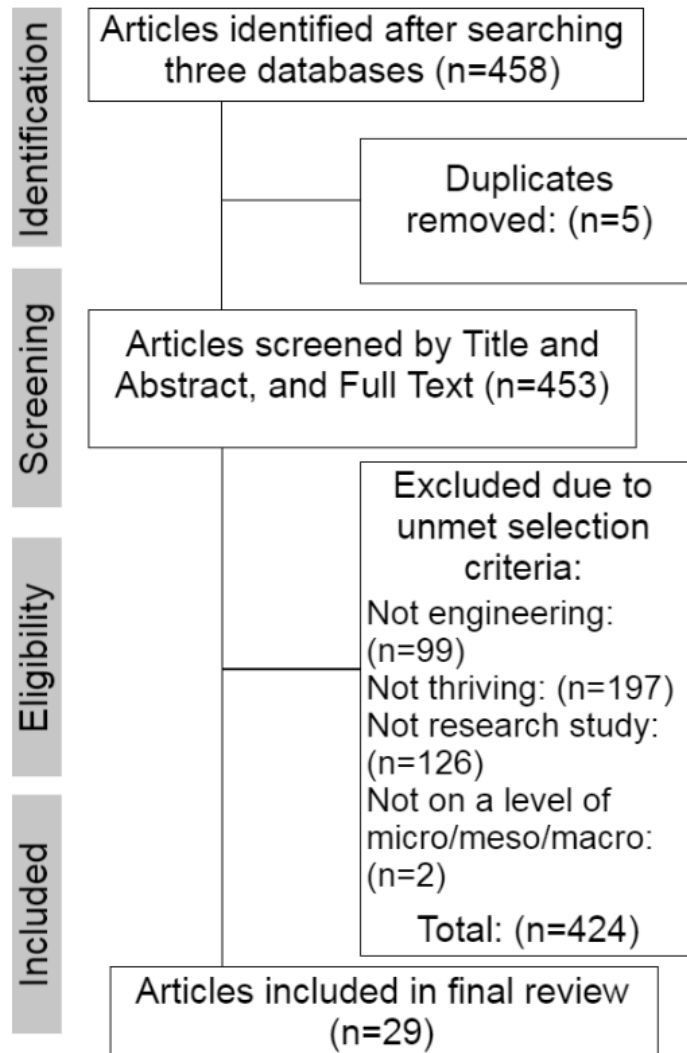 Identification
Articles identified after searching
three databases (n=458)
Duplicates
removed: (n=5)
Screening
Articles screened by Title and
Abstract, and Full Text (n=453)
Eligibility
Excluded due to
unmet selection
criteria:
Not engineering:
(n=99)
Not thriving: (n=197)
Not research study:
(n=126)
Not on a level of
micro/meso/macro:
(n=2)
Total: (n=424)
Included
Articles included in final review
(n=29)